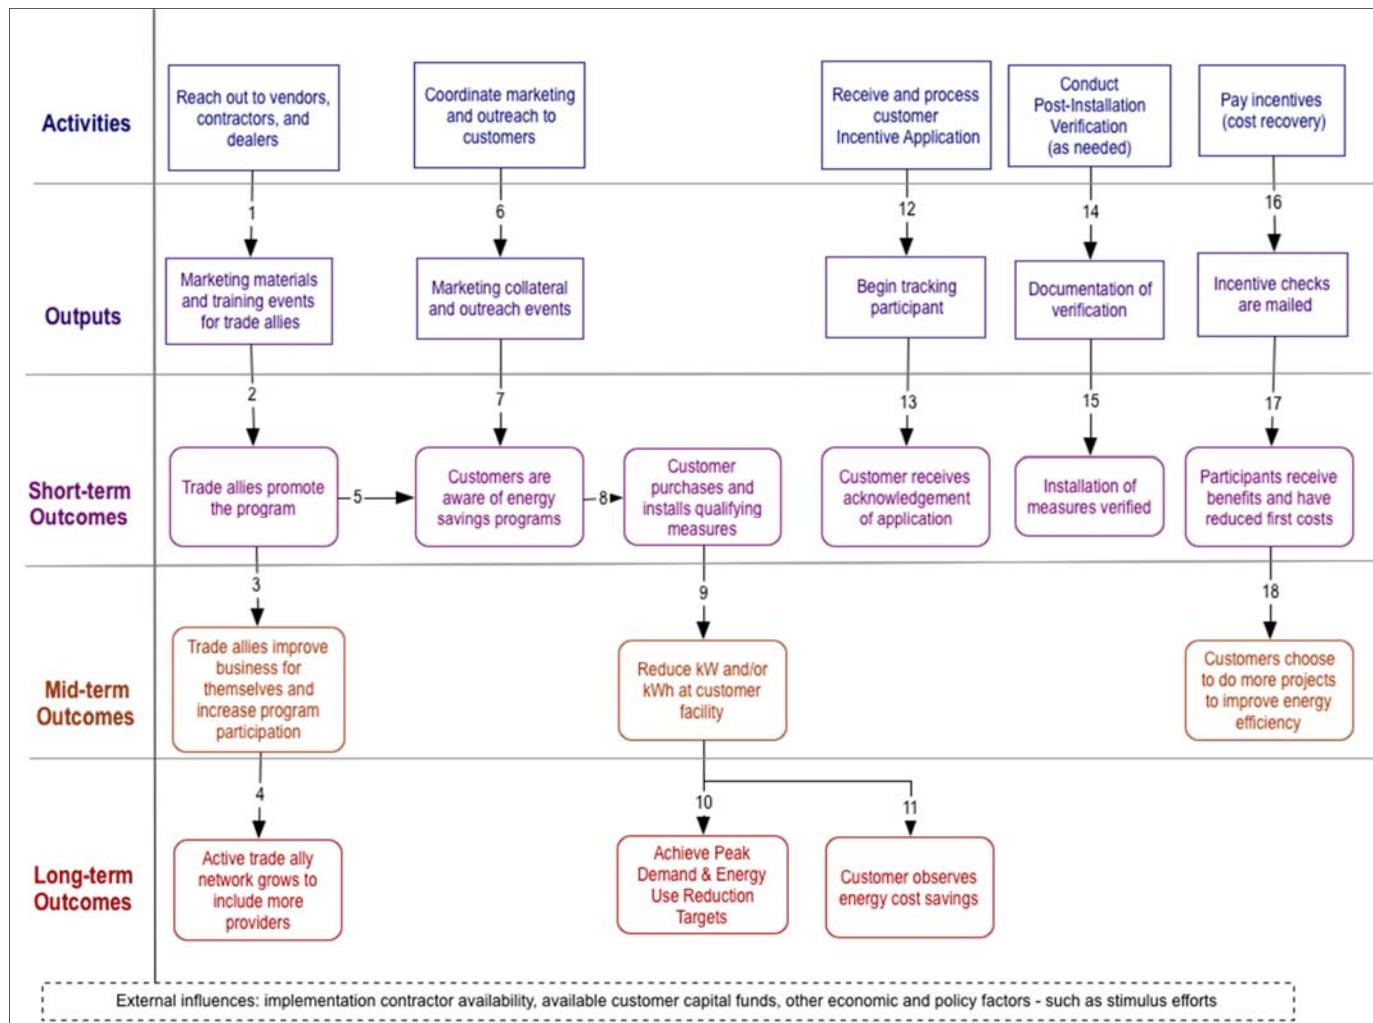 Activities
Reach out to vendors,
contractors, and
dealers
Coordinate marketing
and outreach to
customers
Receive and process
customer
Incentive Application
Conduct
Post-Installation
Verification
(as needed)
Pay incentives
(cost recovery)
1
6
12
14
16
Outputs
Marketing materials
and training events
for trade allies
Marketing collateral
and outreach events
Begin tracking
participant
Documentation of
verification
Incentive checks
are mailed
2
7
13
15
17
Short-term
Outcomes
Trade allies promote
the program
5
Customers are
aware of energy
savings programs
8
Customer
purchases and
installs qualifying
measures
Customer receives
acknowledgement
of application
Installation of
measures verified
Participants receive
benefits and have
reduced first costs
3
9
18
Mid-term
Outcomes
Trade allies improve
business for
themselves and
increase program
participation
Reduce kW and/or
kWh at customer
facility
Customers choose
to do more projects
to improve energy
efficiency
4
10
11
Long-term
Outcomes
Active trade ally
network grows to
include more
providers
Achieve Peak
Demand & Energy
Use Reduction
Targets
Customer observes
energy cost savings
External influences: implementation contractor availability, available customer capital funds, other economic and policy factors - such as stimulus efforts